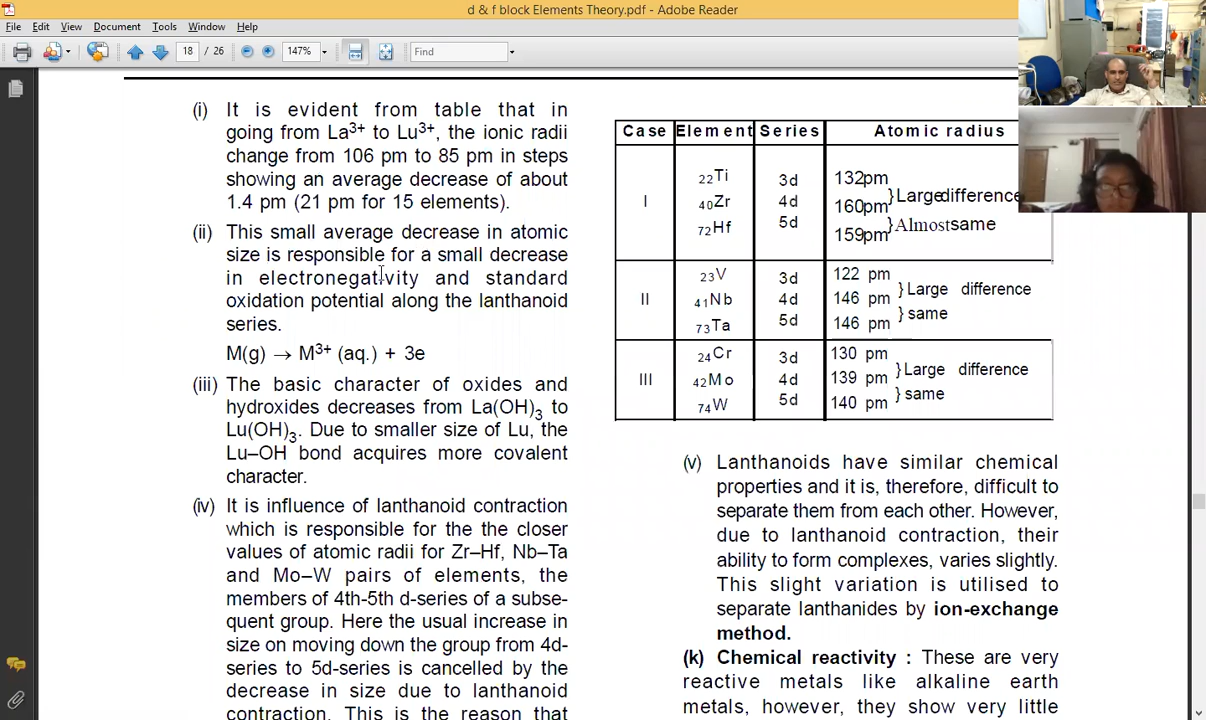 d & f block Elements Theory.pdf - Adobe Reader
File Edit View Document Tools Window Help
18 / 26 147% Find
(i) It is evident from table that in
going from La3+ to Lu3+, the ionic radii
change from 106 pm to 85 pm in steps
showing an average decrease of about
1.4 pm (21 pm for 15 elements).
(ii) This small average decrease in atomic
size is responsible for a small decrease
in electronegativity and standard
oxidation potential along the lanthanoid
series.
M(g) → M3+ (aq.) + 3e
(iii) The basic character of oxides and
hydroxides decreases from La(OH)3 to
Lu(OH)3. Due to smaller size of Lu, the
Lu–OH bond acquires more covalent
character.
(iv) It is influence of lanthanoid contraction
which is responsible for the the closer
values of atomic radii for Zr–Hf, Nb–Ta
and Mo–W pairs of elements, the
members of 4th-5th d-series of a subse-
quent group. Here the usual increase in
size on moving down the group from 4d-
series to 5d-series is cancelled by the
decrease in size due to lanthanoid
contraction. This is the reason that
Case Element Series Atomic radius
22Ti 3d 132pm
I 40Zr 4d 160pm }Large difference
72Hf 5d 159pm }Almost same
23V 3d 122 pm
II 41Nb 4d 146 pm }Large difference
73Ta 5d 146 pm }same
24Cr 3d 130 pm
III 42Mo 4d 139 pm }Large difference
74W 5d 140 pm }same
(v) Lanthanoids have similar chemical
properties and it is, therefore, difficult to
separate them from each other. However,
due to lanthanoid contraction, their
ability to form complexes, varies slightly.
This slight variation is utilised to
separate lanthanides by ion-exchange
method.
(k) Chemical reactivity : These are very
reactive metals like alkaline earth
metals, however, they show very little